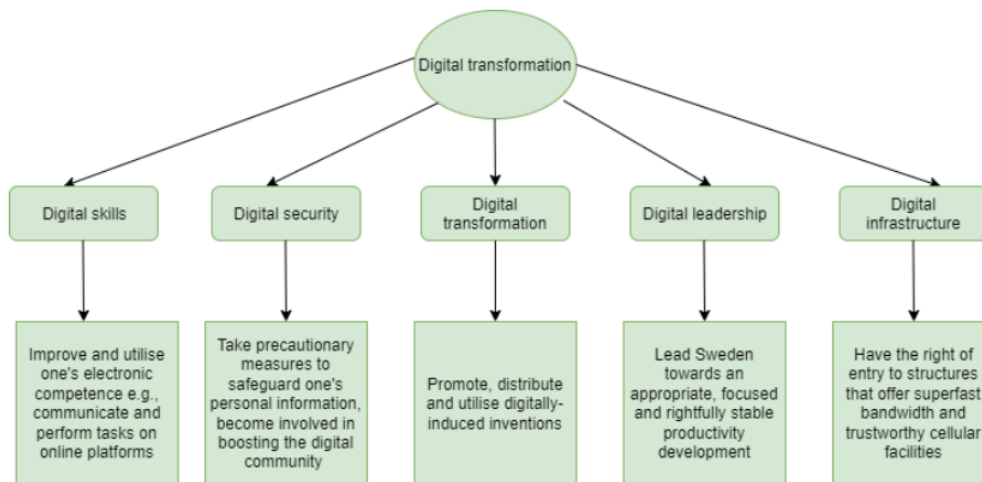 Digital transformation
Digital skills
Digital security
Digital
transformation
Digital leadership
Digital
infrastructure
Improve and utilise
one's electronic
competence e.g.,
communicate and
perform tasks on
online platforms
Take precautionary
measures to
safeguard one's
personal information,
become involved in
boosting the digital
community
Promote, distribute
and utilise digitally-
induced inventions
Lead Sweden
towards an
appropriate, focused
and rightfully stable
productivity
development
Have the right of
entry to structures
that offer superfast
bandwidth and
trustworthy cellular
facilities